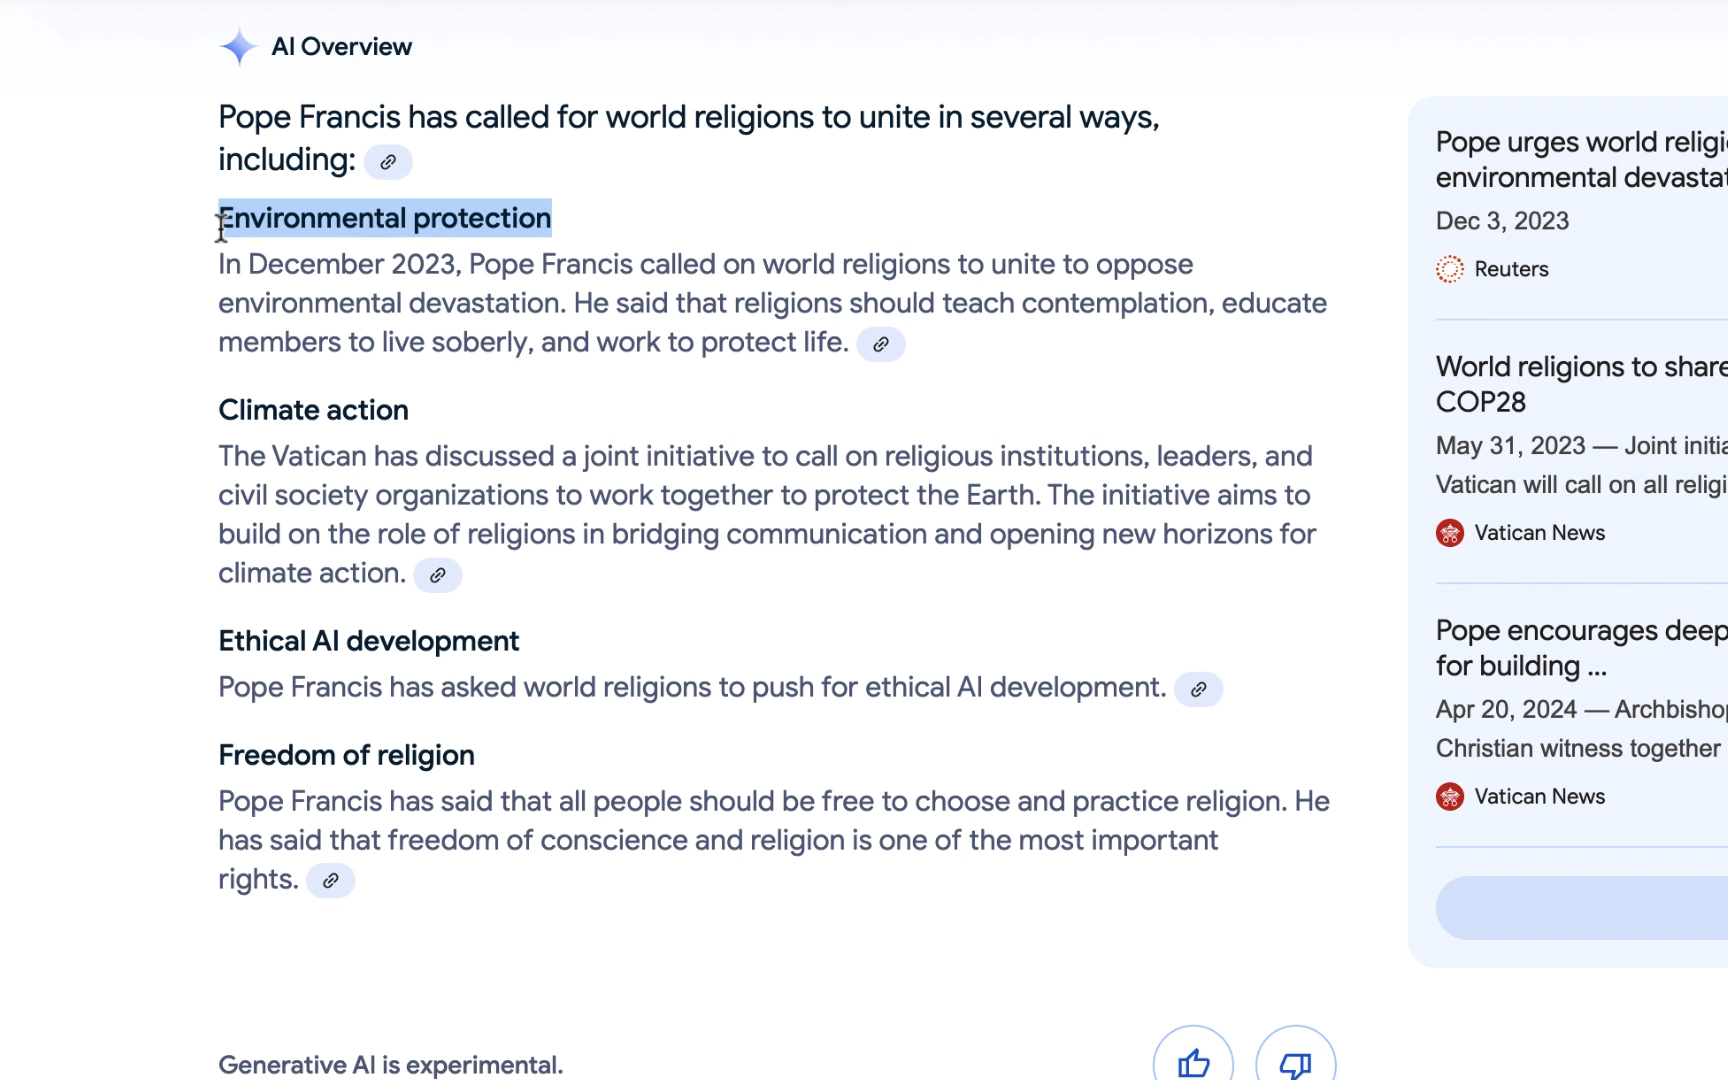 AI Overview
Pope Francis has called for world religions to unite in several ways,
including:
Environmental protection
In December 2023, Pope Francis called on world religions to unite to oppose
environmental devastation. He said that religions should teach contemplation, educate
members to live soberly, and work to protect life.
Climate action
The Vatican has discussed a joint initiative to call on religious institutions, leaders, and
civil society organizations to work together to protect the Earth. The initiative aims to
build on the role of religions in bridging communication and opening new horizons for
climate action.
Ethical AI development
Pope Francis has asked world religions to push for ethical AI development.
Freedom of religion
Pope Francis has said that all people should be free to choose and practice religion. He
has said that freedom of conscience and religion is one of the most important
rights.
Generative AI is experimental.
Pope urges world
environmental
Dec 3, 2023
Reuters
World religions to share
COP28
May 31, 2023 — Joint
Vatican will call on all
Vatican News
Pope encourages deep
for building ...
Apr 20, 2024 —
Christian witness together
Vatican News